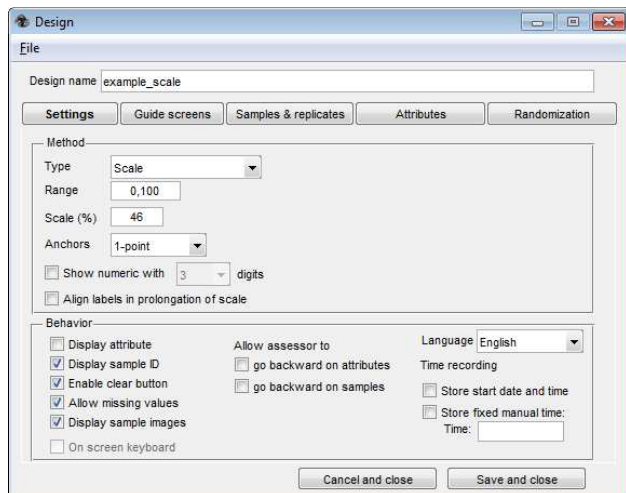 Design
File
Design name example_scale
Settings Guide screens Samples & replicates Attributes Randomization
Method
Type Scale
Range 0,100
Scale (%) 46
Anchors 1-point
Show numeric with 3 digits
Align labels in prolongation of scale
Behavior
Display attribute
Display sample ID
Enable clear button
Allow missing values
Display sample images
On screen keyboard
Allow assessor to
go backward on attributes
go backward on samples
Language English
Time recording
Store start date and time
Store fixed manual time:
Time:
Cancel and close Save and close